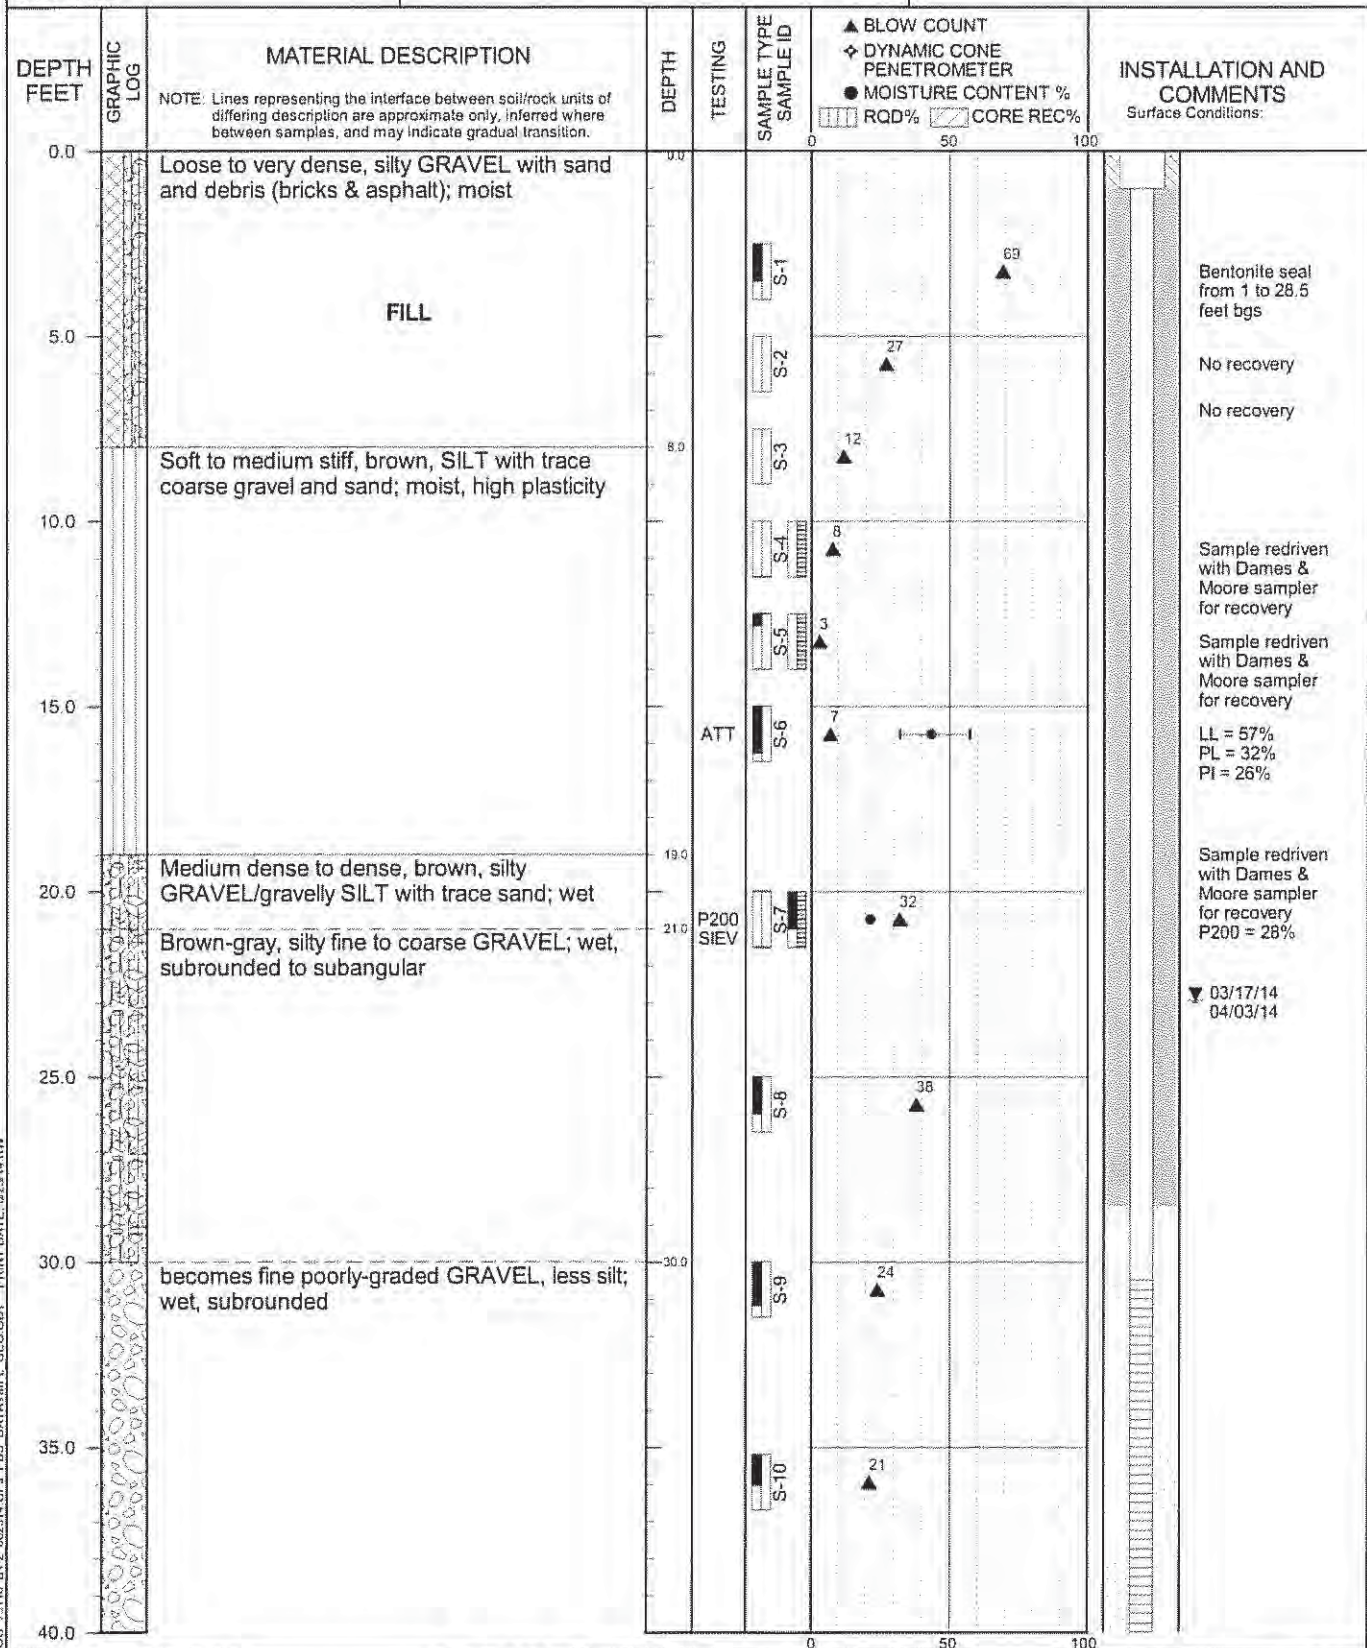 DEPTH
FEET
GRAPHIC
LOG
MATERIAL DESCRIPTION
NOTE: Lines representing the interface between soil/rock units of
differing description are approximate only, inferred where
between samples, and may indicate gradual transition.
DEPTH
TESTING
SAMPLE TYPE
SAMPLE ID
▲ BLOW COUNT
DYNAMIC CONE
PENETROMETER
● MOISTURE CONTENT %
RQD% CORE REC%
0 50 100
INSTALLATION AND
COMMENTS
Surface Conditions:
0.0
0.0
Loose to very dense, silty GRAVEL with sand
and debris (bricks & asphalt); moist
S-1
69
Bentonite seal
from 1 to 28.5
feet bgs
FILL
5.0
S-2
27
No recovery
No recovery
S-3
12
8.0
Soft to medium stiff, brown, SILT with trace
coarse gravel and sand; moist, high plasticity
10.0
S-4
8
Sample redriven
with Dames &
Moore sampler
for recovery
S-5
3
Sample redriven
with Dames &
Moore sampler
for recovery
15.0
ATT
S-6
7
LL = 57%
PL = 32%
PI = 26%
19.0
Medium dense to dense, brown, silty
GRAVEL/gravelly SILT with trace sand; wet
20.0
P200
SIEV
S-7
32
Sample redriven
with Dames &
Moore sampler
for recovery
P200 = 28%
21.0
Brown-gray, silty fine to coarse GRAVEL; wet,
subrounded to subangular
03/17/14
04/03/14
25.0
S-8
38
30.0
30.0
becomes fine poorly-graded GRAVEL, less silt;
wet, subrounded
S-9
24
35.0
S-10
21
40.0
0 50 100